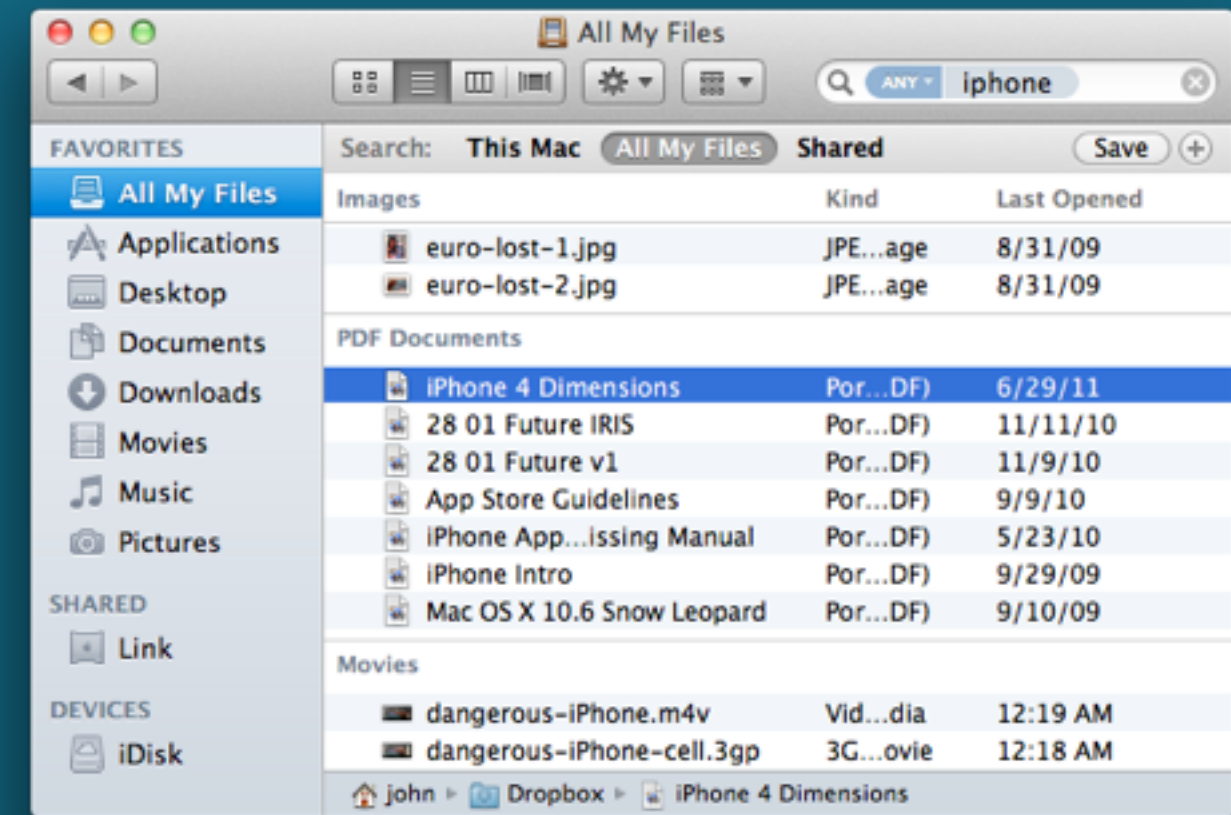 All My Files
ANY iphone
FAVORITES
All My Files
Applications
Desktop
Documents
Downloads
Movies
Music
Pictures
SHARED
Link
DEVICES
iDisk
Search: This Mac All My Files Shared Save
Images Kind Last Opened
euro-lost-1.jpg JPE...age 8/31/09
euro-lost-2.jpg JPE...age 8/31/09
PDF Documents
iPhone 4 Dimensions Por...DF) 6/29/11
28 01 Future IRIS Por...DF) 11/11/10
28 01 Future v1 Por...DF) 11/9/10
App Store Guidelines Por...DF) 9/9/10
iPhone App...issing Manual Por...DF) 5/23/10
iPhone Intro Por...DF) 9/29/09
Mac OS X 10.6 Snow Leopard Por...DF) 9/10/09
Movies
dangerous-iPhone.m4v Vid...dia 12:19 AM
dangerous-iPhone-cell.3gp 3G...ovie 12:18 AM
john Dropbox iPhone 4 Dimensions